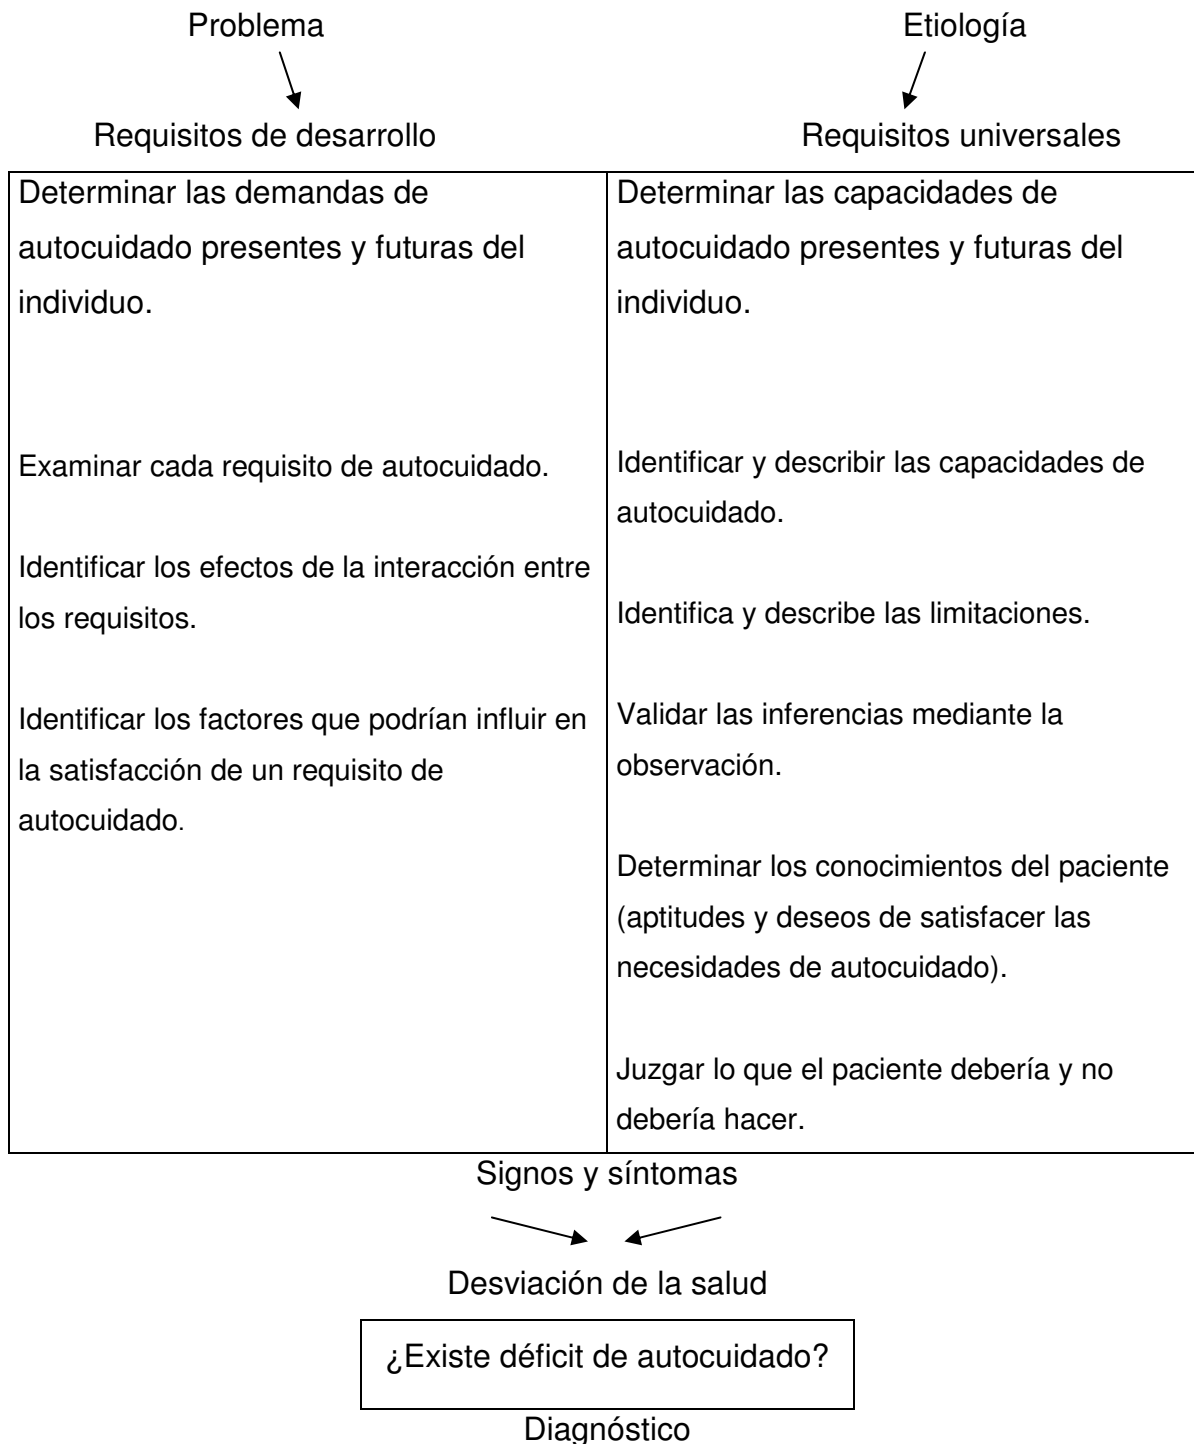 Problema
Etiología
Requisitos de desarrollo
Requisitos universales
Determinar las demandas de
autocuidado presentes y futuras del
individuo.
Examinar cada requisito de autocuidado.
Identificar los efectos de la interacción entre
los requisitos.
Identificar los factores que podrían influir en
la satisfacción de un requisito de
autocuidado.
Determinar las capacidades de
autocuidado presentes y futuras del
individuo.
Identificar y describir las capacidades de
autocuidado.
Identifica y describe las limitaciones.
Validar las inferencias mediante la
observación.
Determinar los conocimientos del paciente
(aptitudes y deseos de satisfacer las
necesidades de autocuidado).
Juzgar lo que el paciente debería y no
debería hacer.
Signos y síntomas
Desviación de la salud
¿Existe déficit de autocuidado?
Diagnóstico